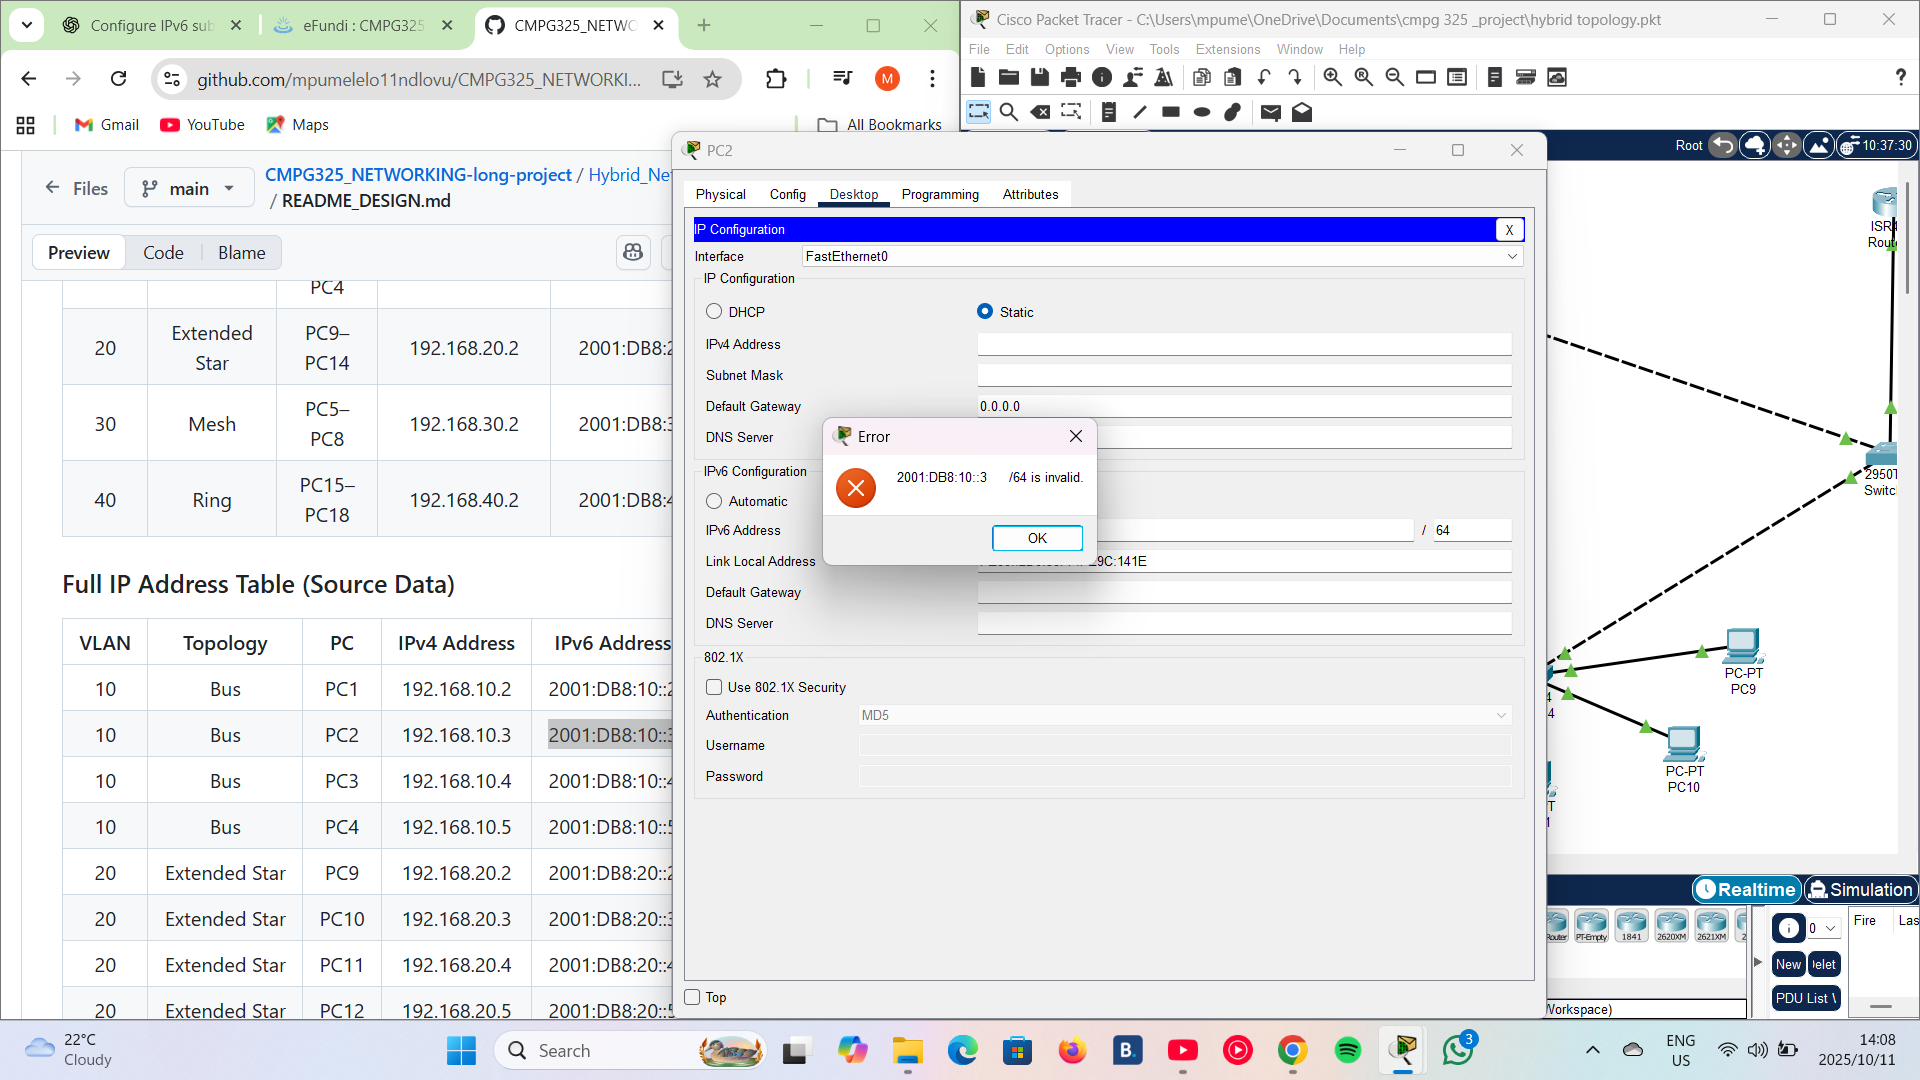 Configure IPv6 sub
eFundi : CMPG325
CMPG325_NETWO
github.com/mpumelelo11ndlovu/CMPG325_NETWORKI...
M
Gmail
YouTube
Maps
All Bookmarks
Files
main
CMPG325_NETWORKING-long-project / Hybrid_Ne
/ README_DESIGN.md
Preview
Code
Blame
PC4
20 Extended Star PC9–PC14 192.168.20.2 2001:DB8:2
30 Mesh PC5–PC8 192.168.30.2 2001:DB8:3
40 Ring PC15–PC18 192.168.40.2 2001:DB8:4
Full IP Address Table (Source Data)
VLAN Topology PC IPv4 Address IPv6 Address
10 Bus PC1 192.168.10.2 2001:DB8:10::2
10 Bus PC2 192.168.10.3 2001:DB8:10::3
10 Bus PC3 192.168.10.4 2001:DB8:10::4
10 Bus PC4 192.168.10.5 2001:DB8:10::5
20 Extended Star PC9 192.168.20.2 2001:DB8:20::2
20 Extended Star PC10 192.168.20.3 2001:DB8:20::3
20 Extended Star PC11 192.168.20.4 2001:DB8:20::4
20 Extended Star PC12 192.168.20.5 2001:DB8:20::5
Cisco Packet Tracer - C:\Users\mpume\OneDrive\Documents\cmpg 325 _project\hybrid topology.pkt
File Edit Options View Tools Extensions Window Help
?
Root
10:37:30
PC2
Physical Config Desktop Programming Attributes
IP Configuration
X
Interface FastEthernet0
IP Configuration
DHCP
Static
IPv4 Address
Subnet Mask
Default Gateway 0.0.0.0
DNS Server
IPv6 Configuration
Automatic
IPv6 Address / 64
Link Local Address 9C:141E
Default Gateway
DNS Server
802.1X
Use 802.1X Security
Authentication MD5
Username
Password
Top
Error
2001:DB8:10::3 /64 is invalid.
OK
ISR4
Rout
2950T
Switc
PC-PT
PC9
PC-PT
PC10
Realtime
Simulation
Router
PT-Empty
1841
2620XM
2621XM
0
Fire
Las
New
elet
PDU List
Workspace)
22°C
Cloudy
Search
B.
3
ENG
US
14:08
2025/10/11